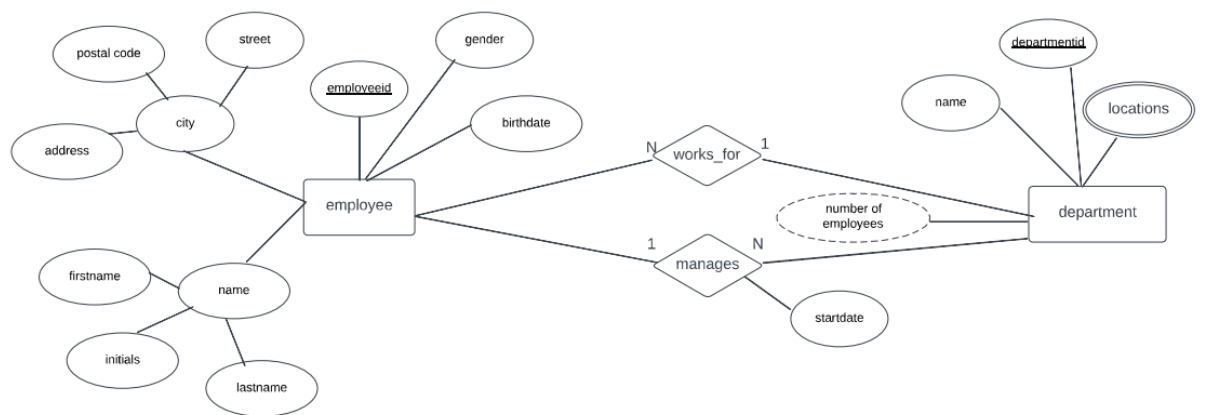 postal code
street
gender
departmentid
employeeid
name
locations
city
birthdate
address
N
works_for
1
employee
number of
employees
department
1
manages
N
firstname
name
startdate
initials
lastname